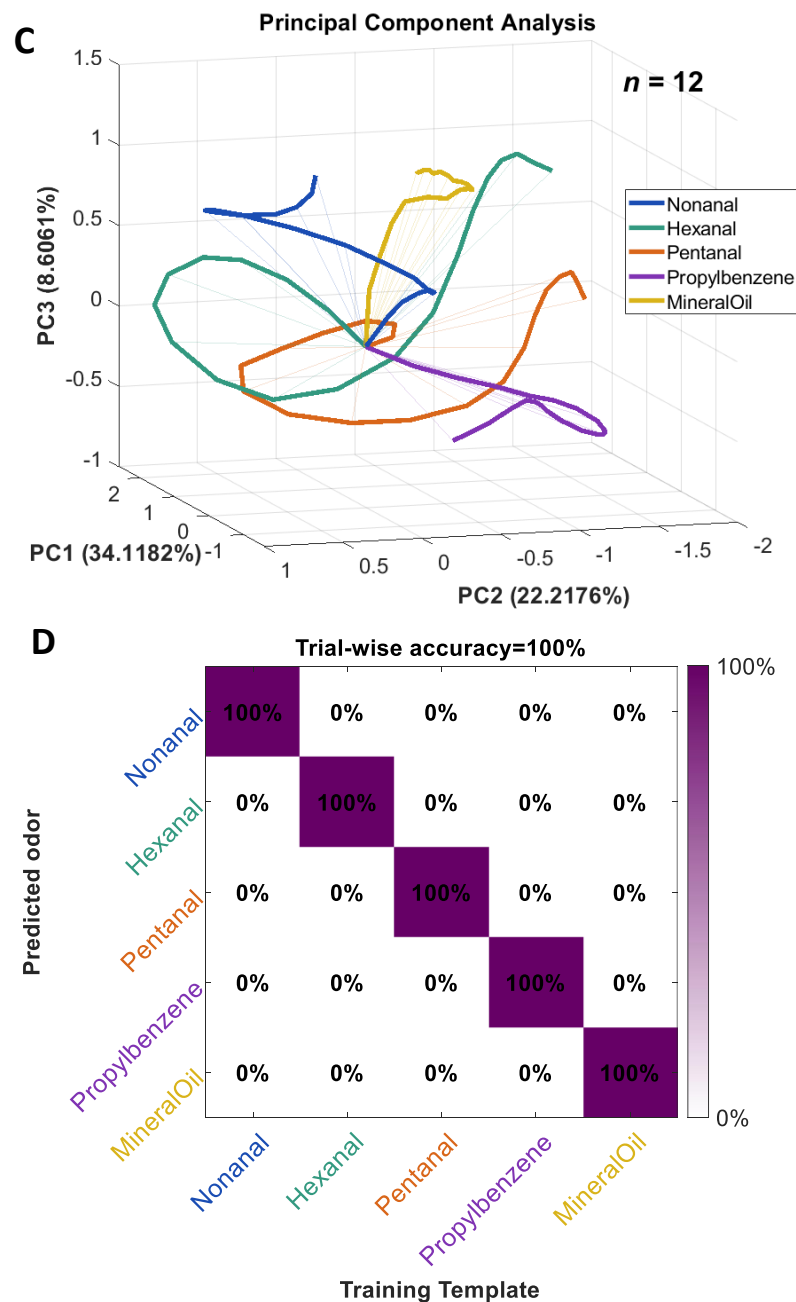 C
Principal Component Analysis
n = 12
1.5
1
0.5
0
-0.5
-1
PC3 (8.6061%)
Nonanal
Hexanal
Pentanal
Propylbenzene
MineralOil
2
1
0
-1
PC1 (34.1182%)
1
0.5
0
-0.5
-1
-1.5
-2
PC2 (22.2176%)
D
Trial-wise accuracy=100%
100%
Nonanal 100% 0% 0% 0% 0%
Hexanal 0% 100% 0% 0% 0%
Pentanal 0% 0% 100% 0% 0%
Propylbenzene 0% 0% 0% 100% 0%
MineralOil 0% 0% 0% 0% 100%
0%
Predicted odor
Nonanal Hexanal Pentanal Propylbenzene MineralOil
Training Template